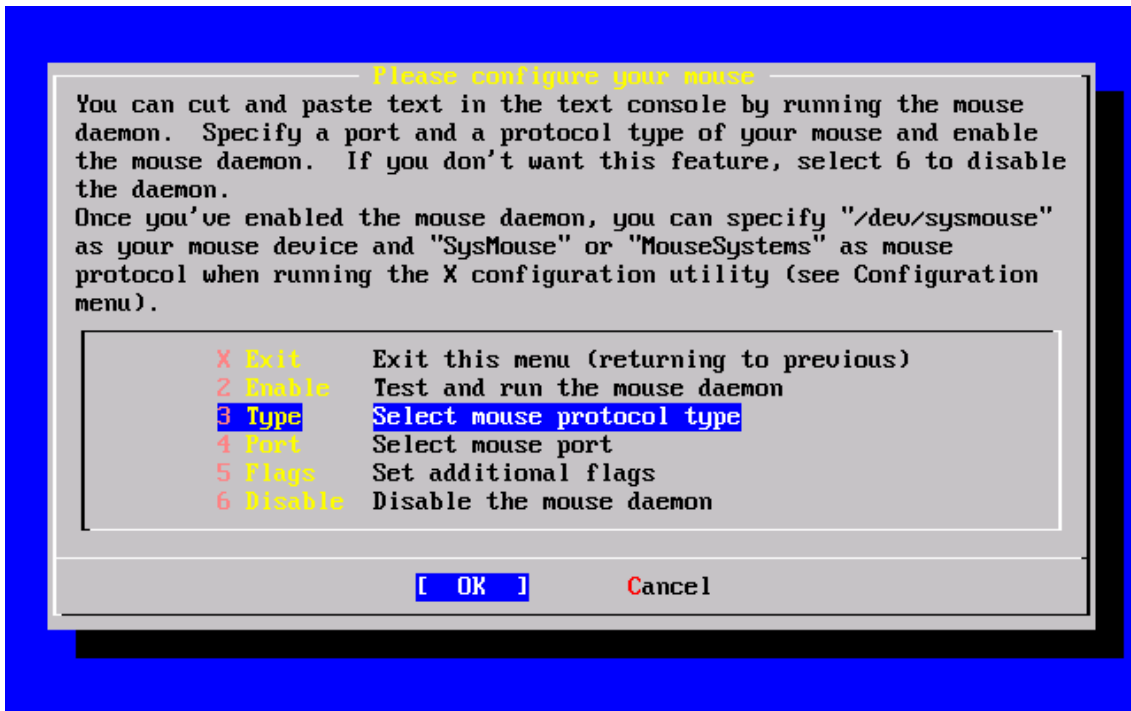 Please configure your mouse
You can cut and paste text in the text console by running the mouse
daemon.  Specify a port and a protocol type of your mouse and enable
the mouse daemon.  If you don't want this feature, select 6 to disable
the daemon.
Once you've enabled the mouse daemon, you can specify "/dev/sysmouse"
as your mouse device and "SysMouse" or "MouseSystems" as mouse
protocol when running the X configuration utility (see Configuration
menu).
X Exit Exit this menu (returning to previous)
2 Enable Test and run the mouse daemon
3 Type Select mouse protocol type
4 Port Select mouse port
5 Flags Set additional flags
6 Disable Disable the mouse daemon
[ OK ] Cancel